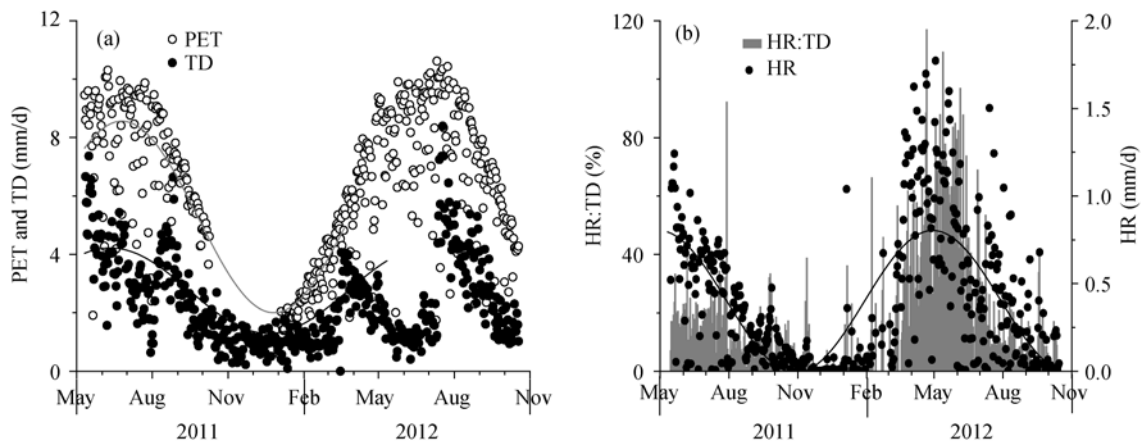 (a)
PET
TD
PET and TD (mm/d)
12
8
4
0
May Aug Nov Feb May Aug Nov
2011 2012
(b)
HR:TD
HR
HR:TD (%)
120
80
40
0
HR (mm/d)
2.0
1.5
1.0
0.5
0.0
May Aug Nov Feb May Aug Nov
2011 2012